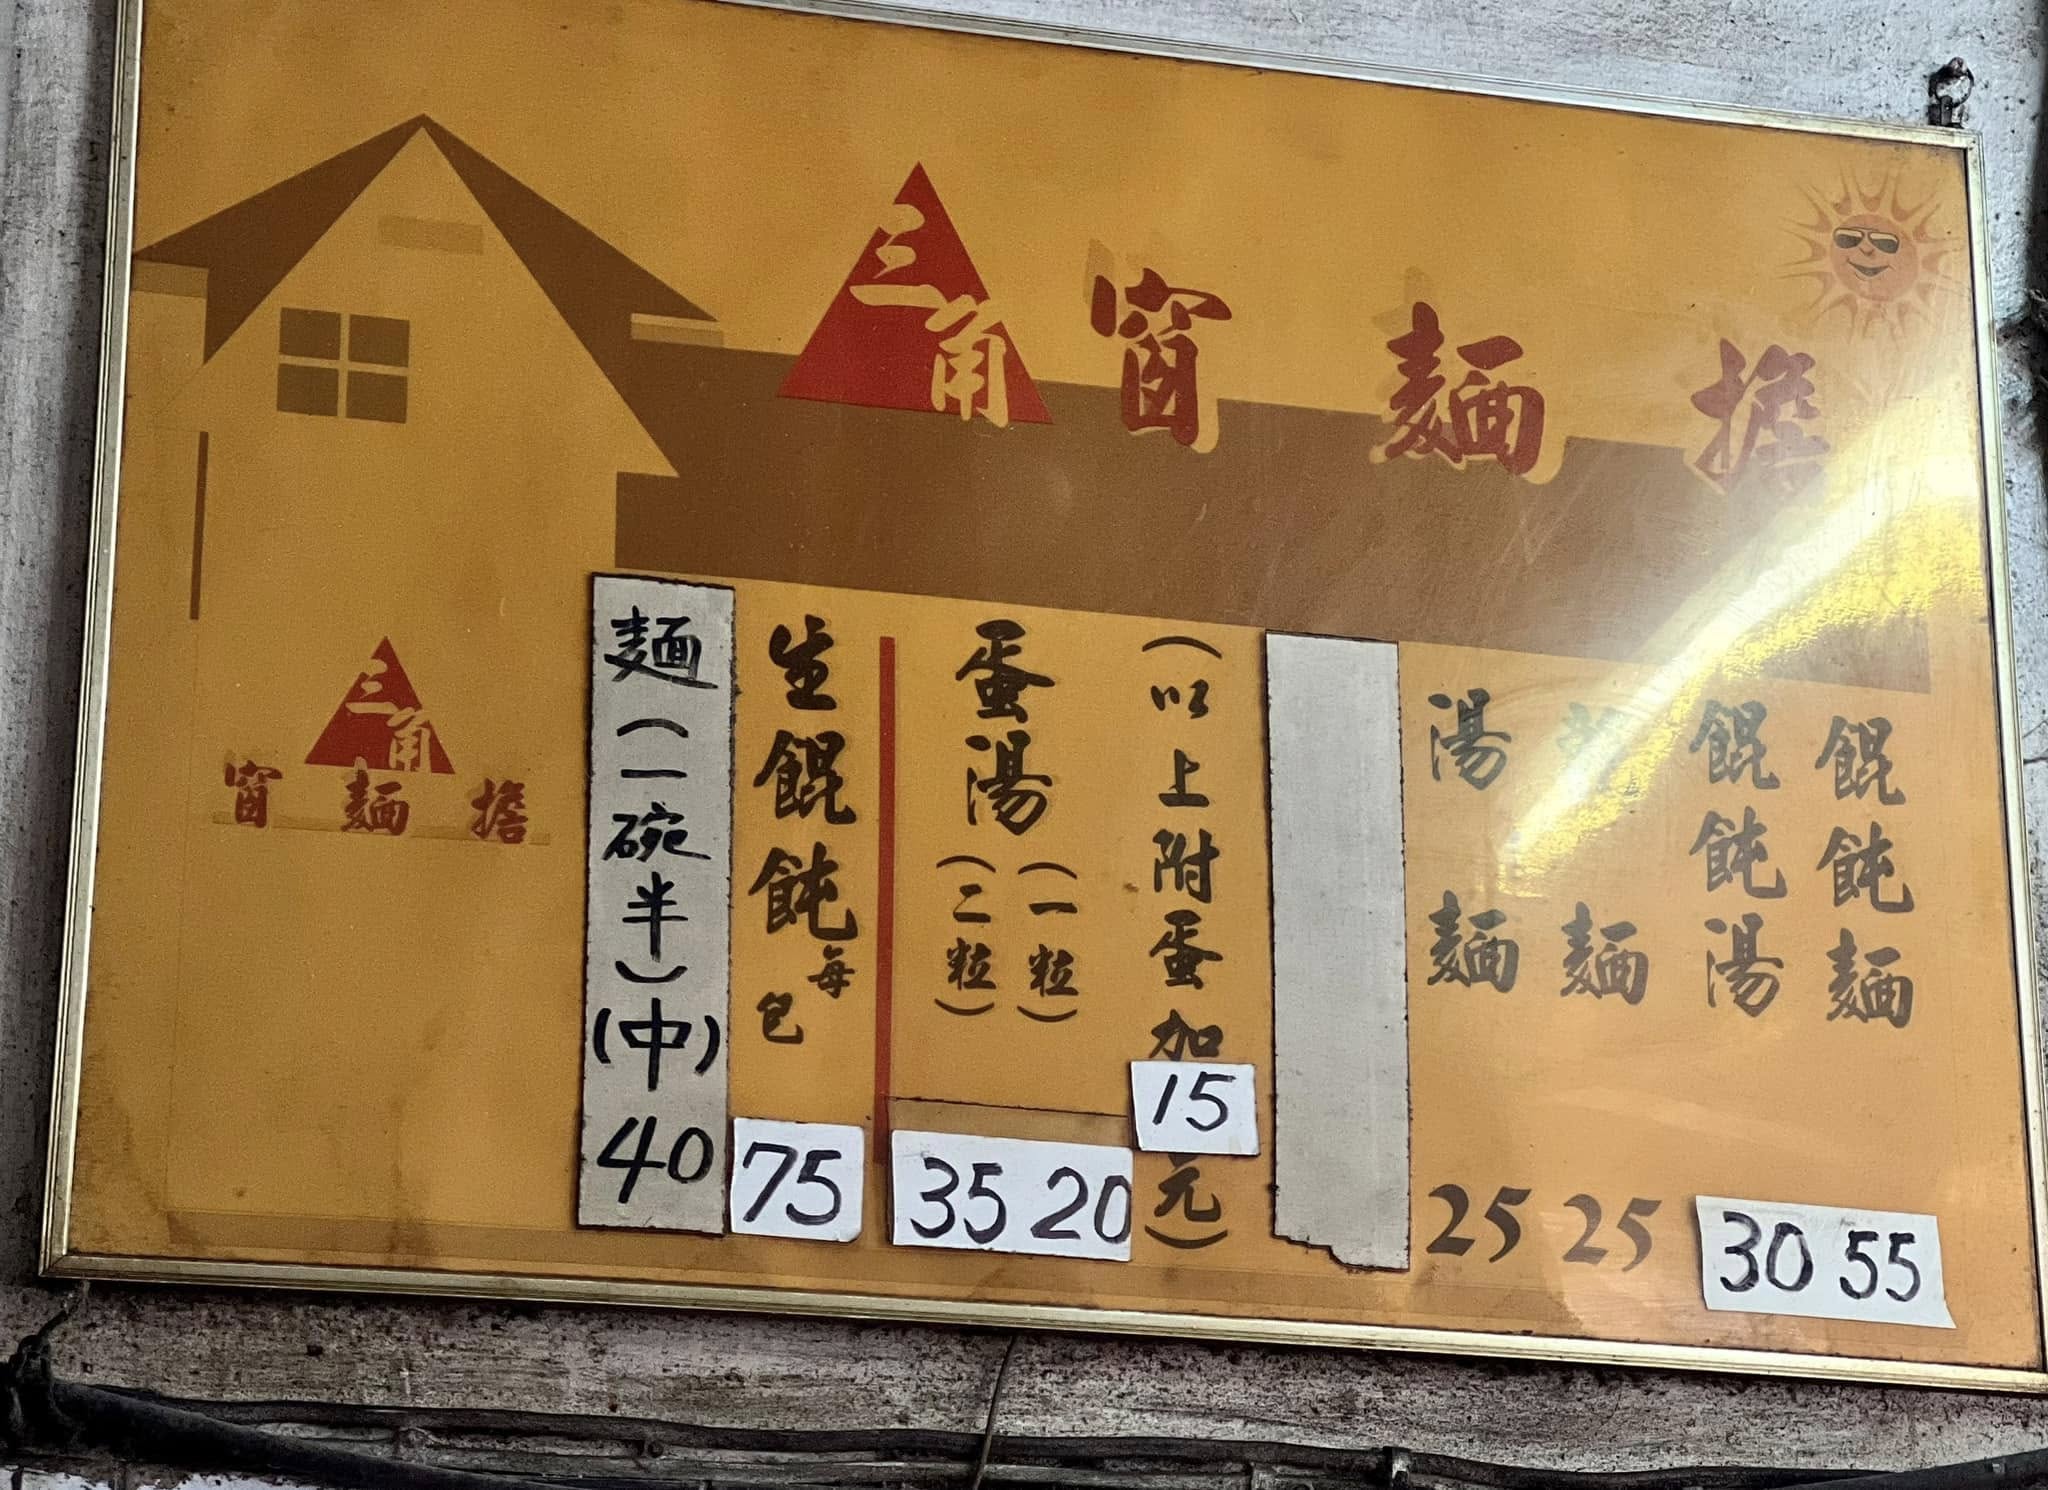 三角窗麵擔
餛飩麵 55
餛飩湯 30
麵 25
湯麵 25
(以上附蛋加15元)
蛋湯(一粒) 20
(二粒) 35
生餛飩每包 75
麵(一碗半)(中) 40
三角窗麵擔